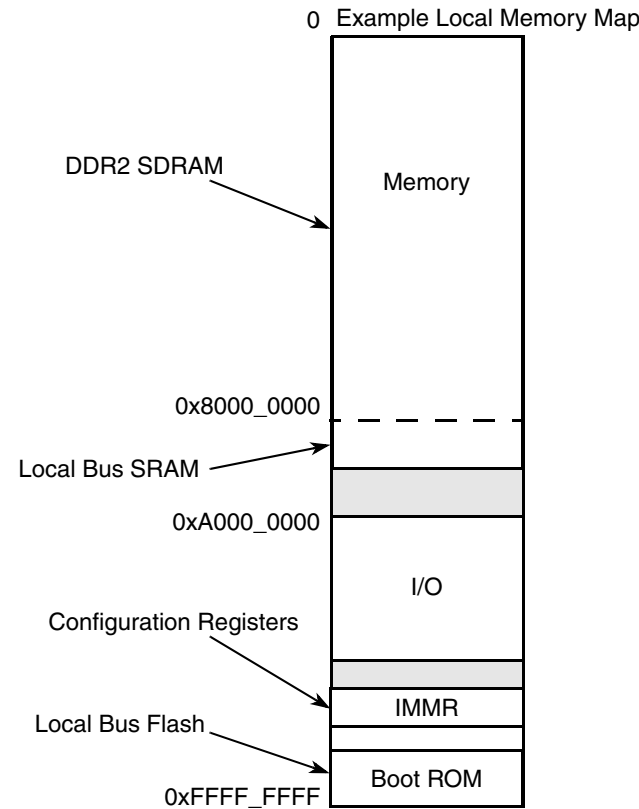 0 Example Local Memory Map
DDR2 SDRAM
Memory
0x8000_0000
Local Bus SRAM
0xA000_0000
I/O
Configuration Registers
IMMR
Local Bus Flash
Boot ROM
0xFFFF_FFFF